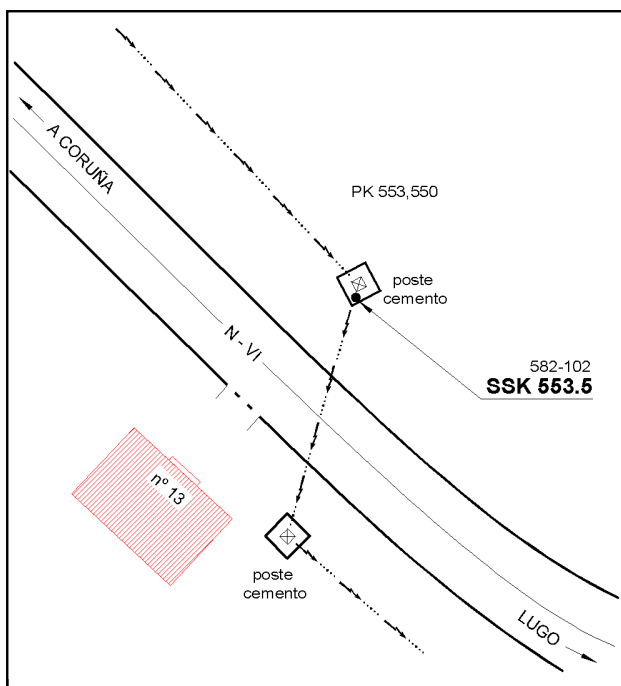 A CORUÑA
PK 553,550
poste
cemento
N - VI
582-102
SSK 553.5
nº 13
poste
cemento
LUGO